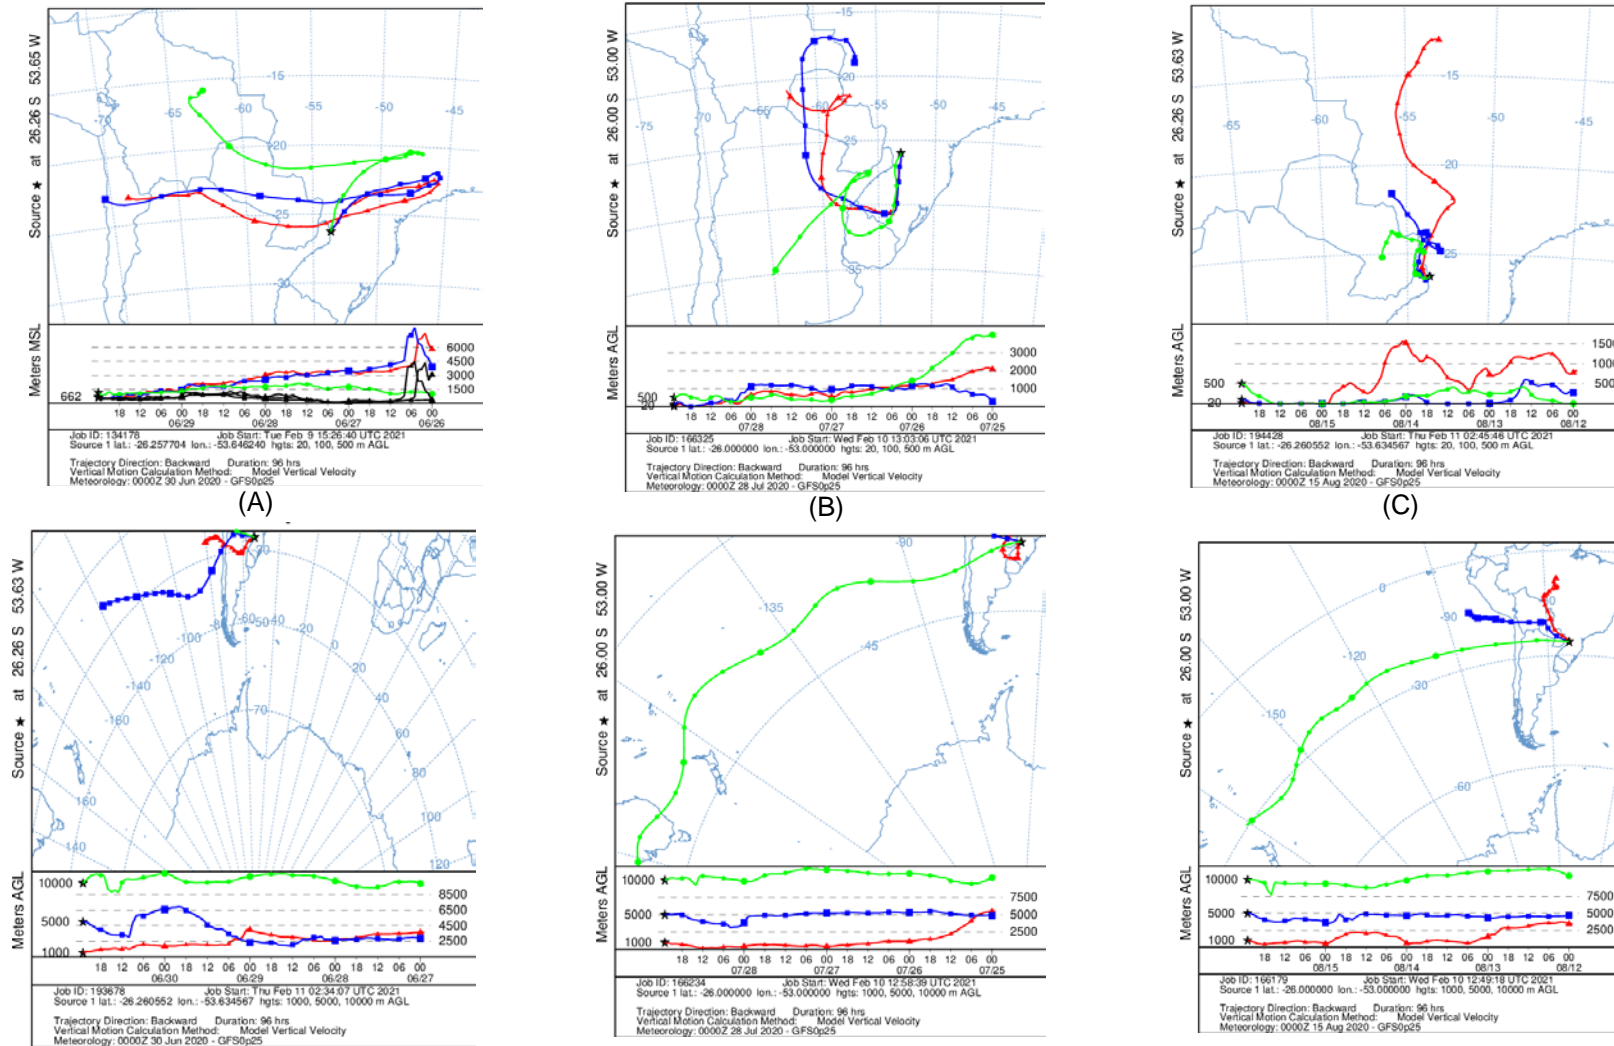 Source ★ at 26.26 S 53.65 W
-15
-45
-50
-55
-60
-65
-70
-20
-25
-30
Meters MSL
6000
4500
3000
1500
662
18 12 06 00 18 12 06 00 18 12 06 00 18 12 06 00
06/29 06/28 06/27 06/26
Job ID: 134178 Job Start: Tue Feb 9 15:26:40 UTC 2021
Source 1 lat.: -26.257704 lon.: -53.646240 hgts: 20, 100, 500 m AGL
Trajectory Direction: Backward Duration: 96 hrs
Vertical Motion Calculation Method: Model Vertical Velocity
Meteorology: 0000Z 30 Jun 2020 - GFS0p25
(A)
Source ★ at 26.00 S 53.00 W
-15
-20
-45
-50
-55
-60
-75
-25
-35
Meters AGL
3000
2000
1000
500
20
18 12 06 00 18 12 06 00 18 12 06 00 18 12 06 00
07/28 07/27 07/26 07/25
Job ID: 166325 Job Start: Wed Feb 10 13:03:06 UTC 2021
Source 1 lat.: -26.000000 lon.: -53.000000 hgts: 20, 100, 500 m AGL
Trajectory Direction: Backward Duration: 96 hrs
Vertical Motion Calculation Method: Model Vertical Velocity
Meteorology: 0000Z 28 Jul 2020 - GFS0p25
(B)
Source ★ at 26.26 S 53.63 W
-15
-45
-50
-55
-60
-65
-20
-25
Meters AGL
1500
1000
500
500
20
18 12 06 00 18 12 06 00 18 12 06 00 18 12 06 00
08/15 08/14 08/13 08/12
Job ID: 194428 Job Start: Thu Feb 11 02:45:46 UTC 2021
Source 1 lat.: -26.260552 lon.: -53.634567 hgts: 20, 100, 500 m AGL
Trajectory Direction: Backward Duration: 96 hrs
Vertical Motion Calculation Method: Model Vertical Velocity
Meteorology: 0000Z 15 Aug 2020 - GFS0p25
(C)
Source ★ at 26.26 S 53.63 W
-100
-120
-140
-160
160
140
-80
-60
-50
-40
-20
0
20
40
60
80
100
120
-70
Meters AGL
10000
5000
1000
8500
6500
4500
2500
18 12 06 00 18 12 06 00 18 12 06 00 18 12 06 00
06/30 06/29 06/28 06/27
Job ID: 193678 Job Start: Thu Feb 11 02:34:07 UTC 2021
Source 1 lat.: -26.260552 lon.: -53.634567 hgts: 1000, 5000, 10000 m AGL
Trajectory Direction: Backward Duration: 96 hrs
Vertical Motion Calculation Method: Model Vertical Velocity
Meteorology: 0000Z 30 Jun 2020 - GFS0p25
Source ★ at 26.00 S 53.00 W
-90
-135
-45
Meters AGL
10000
5000
1000
7500
5000
2500
18 12 06 00 18 12 06 00 18 12 06 00 18 12 06 00
07/28 07/27 07/26 07/25
Job ID: 166234 Job Start: Wed Feb 10 12:58:39 UTC 2021
Source 1 lat.: -26.000000 lon.: -53.000000 hgts: 1000, 5000, 10000 m AGL
Trajectory Direction: Backward Duration: 96 hrs
Vertical Motion Calculation Method: Model Vertical Velocity
Meteorology: 0000Z 28 Jul 2020 - GFS0p25
Source ★ at 26.00 S 53.00 W
0
-90
-120
-30
-150
-60
Meters AGL
10000
5000
1000
7500
5000
2500
18 12 06 00 18 12 06 00 18 12 06 00 18 12 06 00
08/15 08/14 08/13 08/12
Job ID: 166179 Job Start: Wed Feb 10 12:49:18 UTC 2021
Source 1 lat.: -26.000000 lon.: -53.000000 hgts: 1000, 5000, 10000 m AGL
Trajectory Direction: Backward Duration: 96 hrs
Vertical Motion Calculation Method: Model Vertical Velocity
Meteorology: 0000Z 15 Aug 2020 - GFS0p25